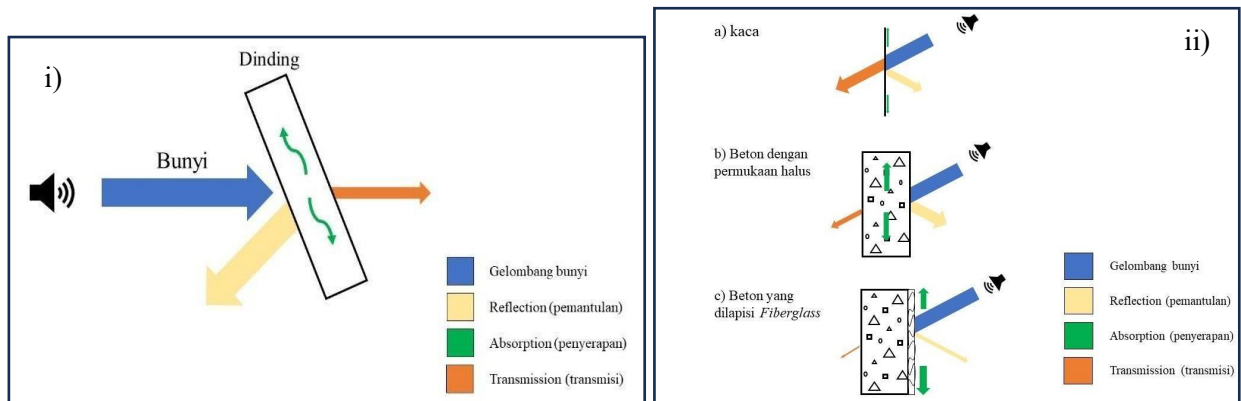 i)
Dinding
Bunyi
Gelombang bunyi
Reflection (pemantulan)
Absorption (penyerapan)
Transmission (transmisi)
ii)
a) kaca
b) Beton dengan
permukaan halus
c) Beton yang
dilapisi Fiberglass
Gelombang bunyi
Reflection (pemantulan)
Absorption (penyerapan)
Transmission (transmisi)